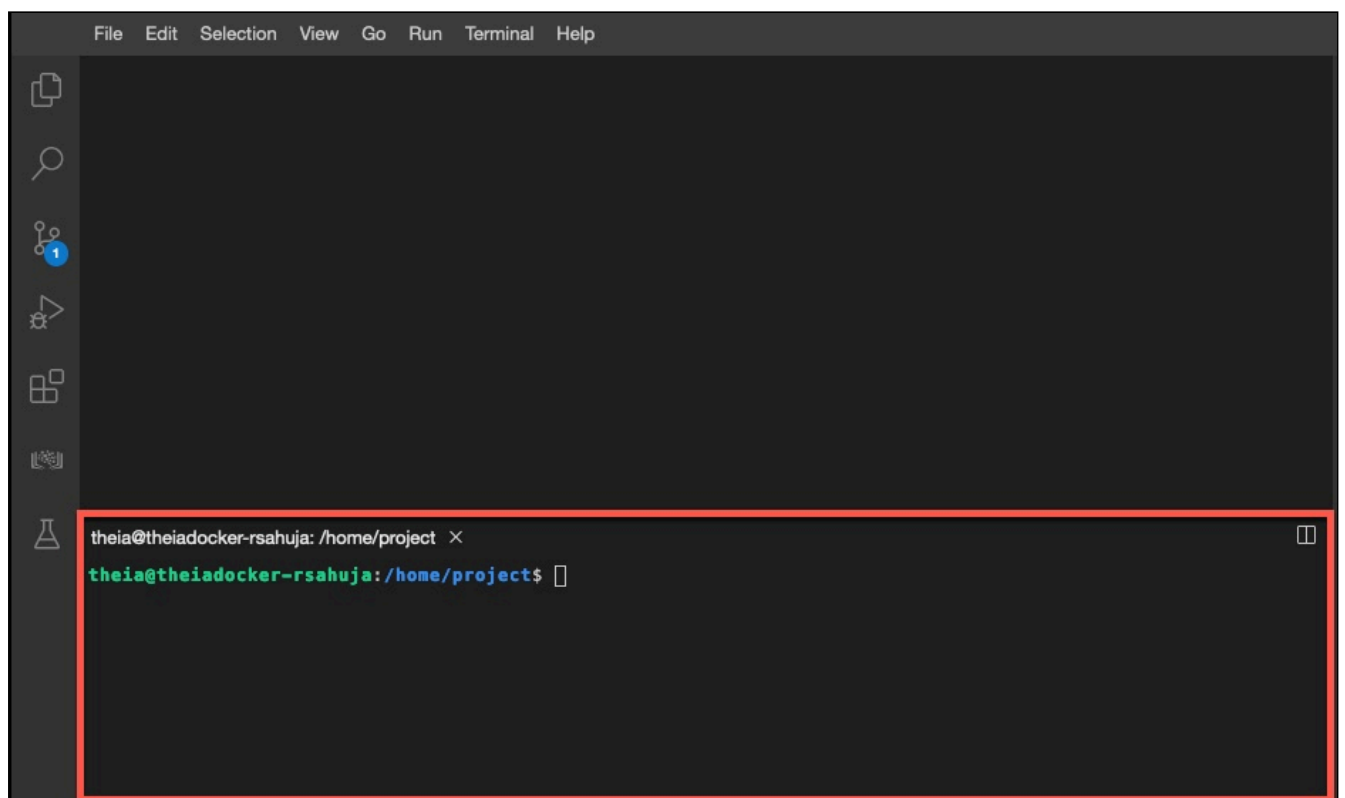 File Edit Selection View Go Run Terminal Help
1
theia@theiadocker-rsahuja: /home/project ×
theia@theiadocker-rsahuja:/home/project$